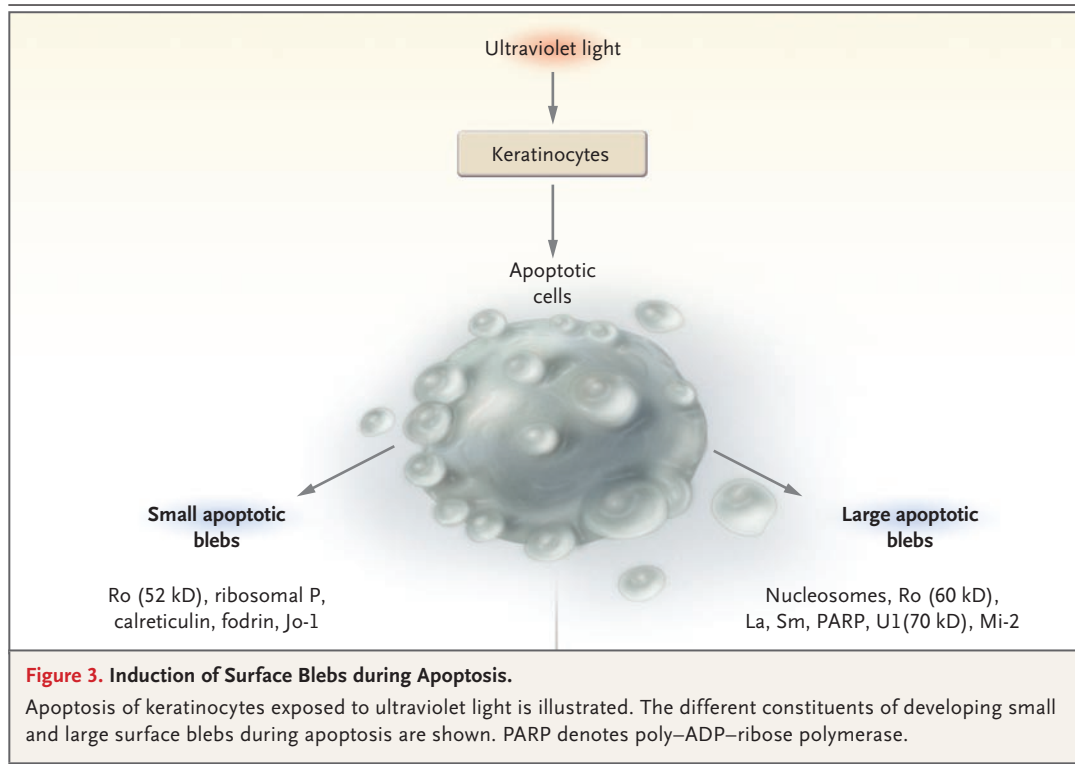 Ultraviolet light
Keratinocytes
Apoptotic
cells
Small apoptotic
blebs
Ro (52 kD), ribosomal P,
calreticulin, fodrin, Jo-1
Large apoptotic
blebs
Nucleosomes, Ro (60 kD),
La, Sm, PARP, U1(70 kD), Mi-2
Figure 3. Induction of Surface Blebs during Apoptosis.
Apoptosis of keratinocytes exposed to ultraviolet light is illustrated. The different constituents of developing small
and large surface blebs during apoptosis are shown. PARP denotes poly–ADP–ribose polymerase.